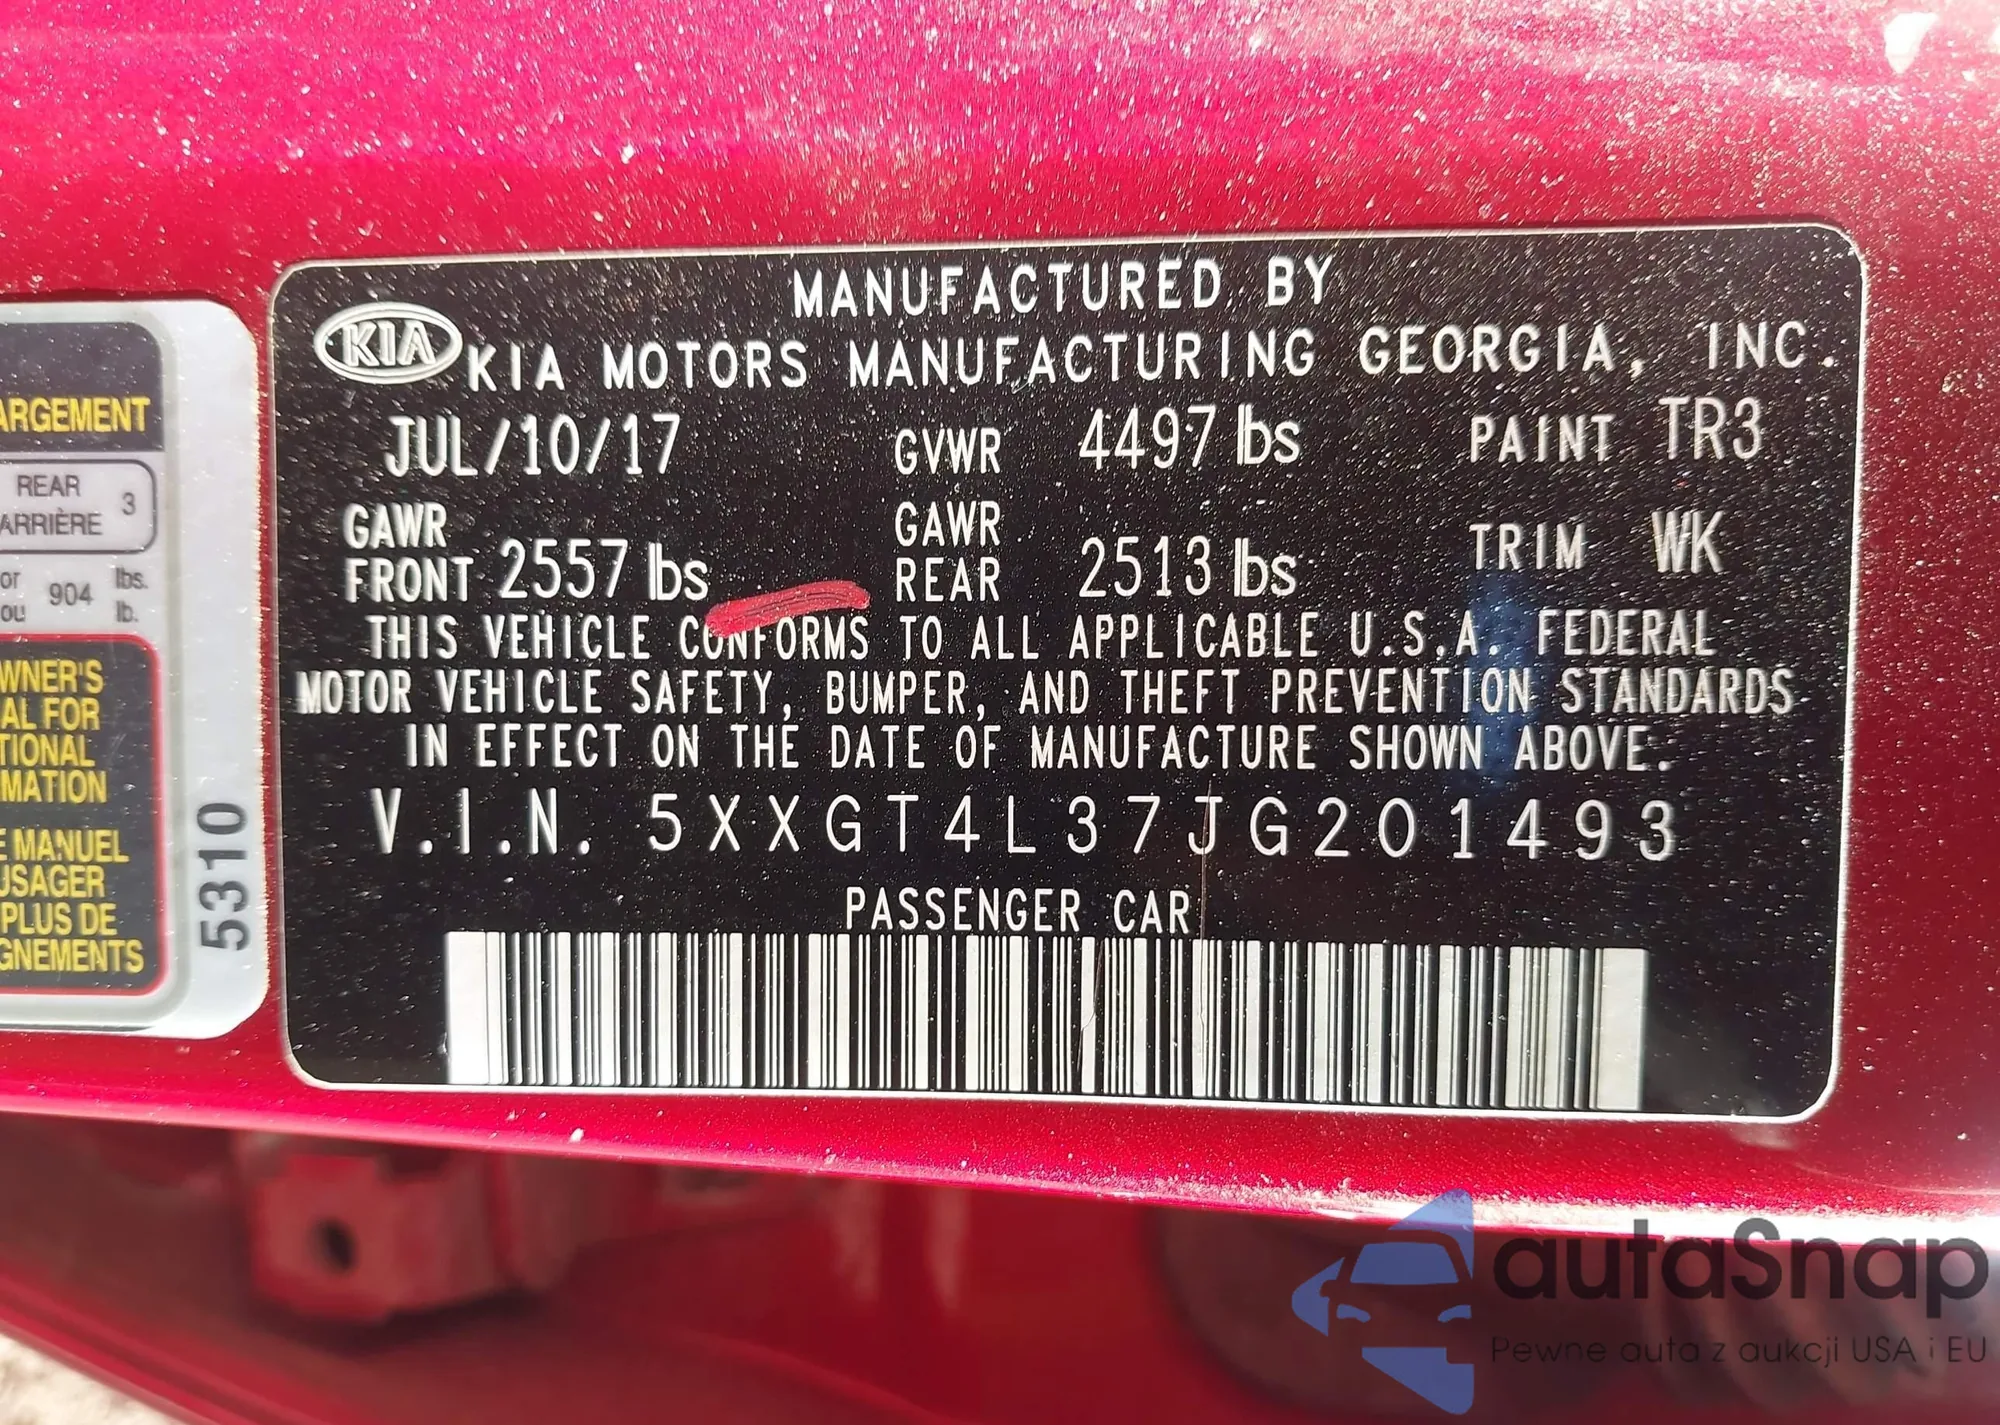 MANUFACTURED BY
KIA KIA MOTORS MANUFACTURING GEORGIA, INC.
JUL/10/17 GVWR 4497 lbs PAINT TR3
GAWR FRONT 2557 lbs GAWR REAR 2513 lbs TRIM WK
THIS VEHICLE CONFORMS TO ALL APPLICABLE U.S.A. FEDERAL
MOTOR VEHICLE SAFETY, BUMPER, AND THEFT PREVENTION STANDARDS
IN EFFECT ON THE DATE OF MANUFACTURE SHOWN ABOVE.
V.I.N. 5XXGT4L37JG201493
PASSENGER CAR
ARGEMENT
REAR
ARRIÈRE 3
or lbs.
ou 904 lb.
WNER'S
AL FOR
TIONAL
MATION
E MANUEL
USAGER
PLUS DE
GNEMENTS
5310
autaSnap
Pewne auta z aukcji USA i EU